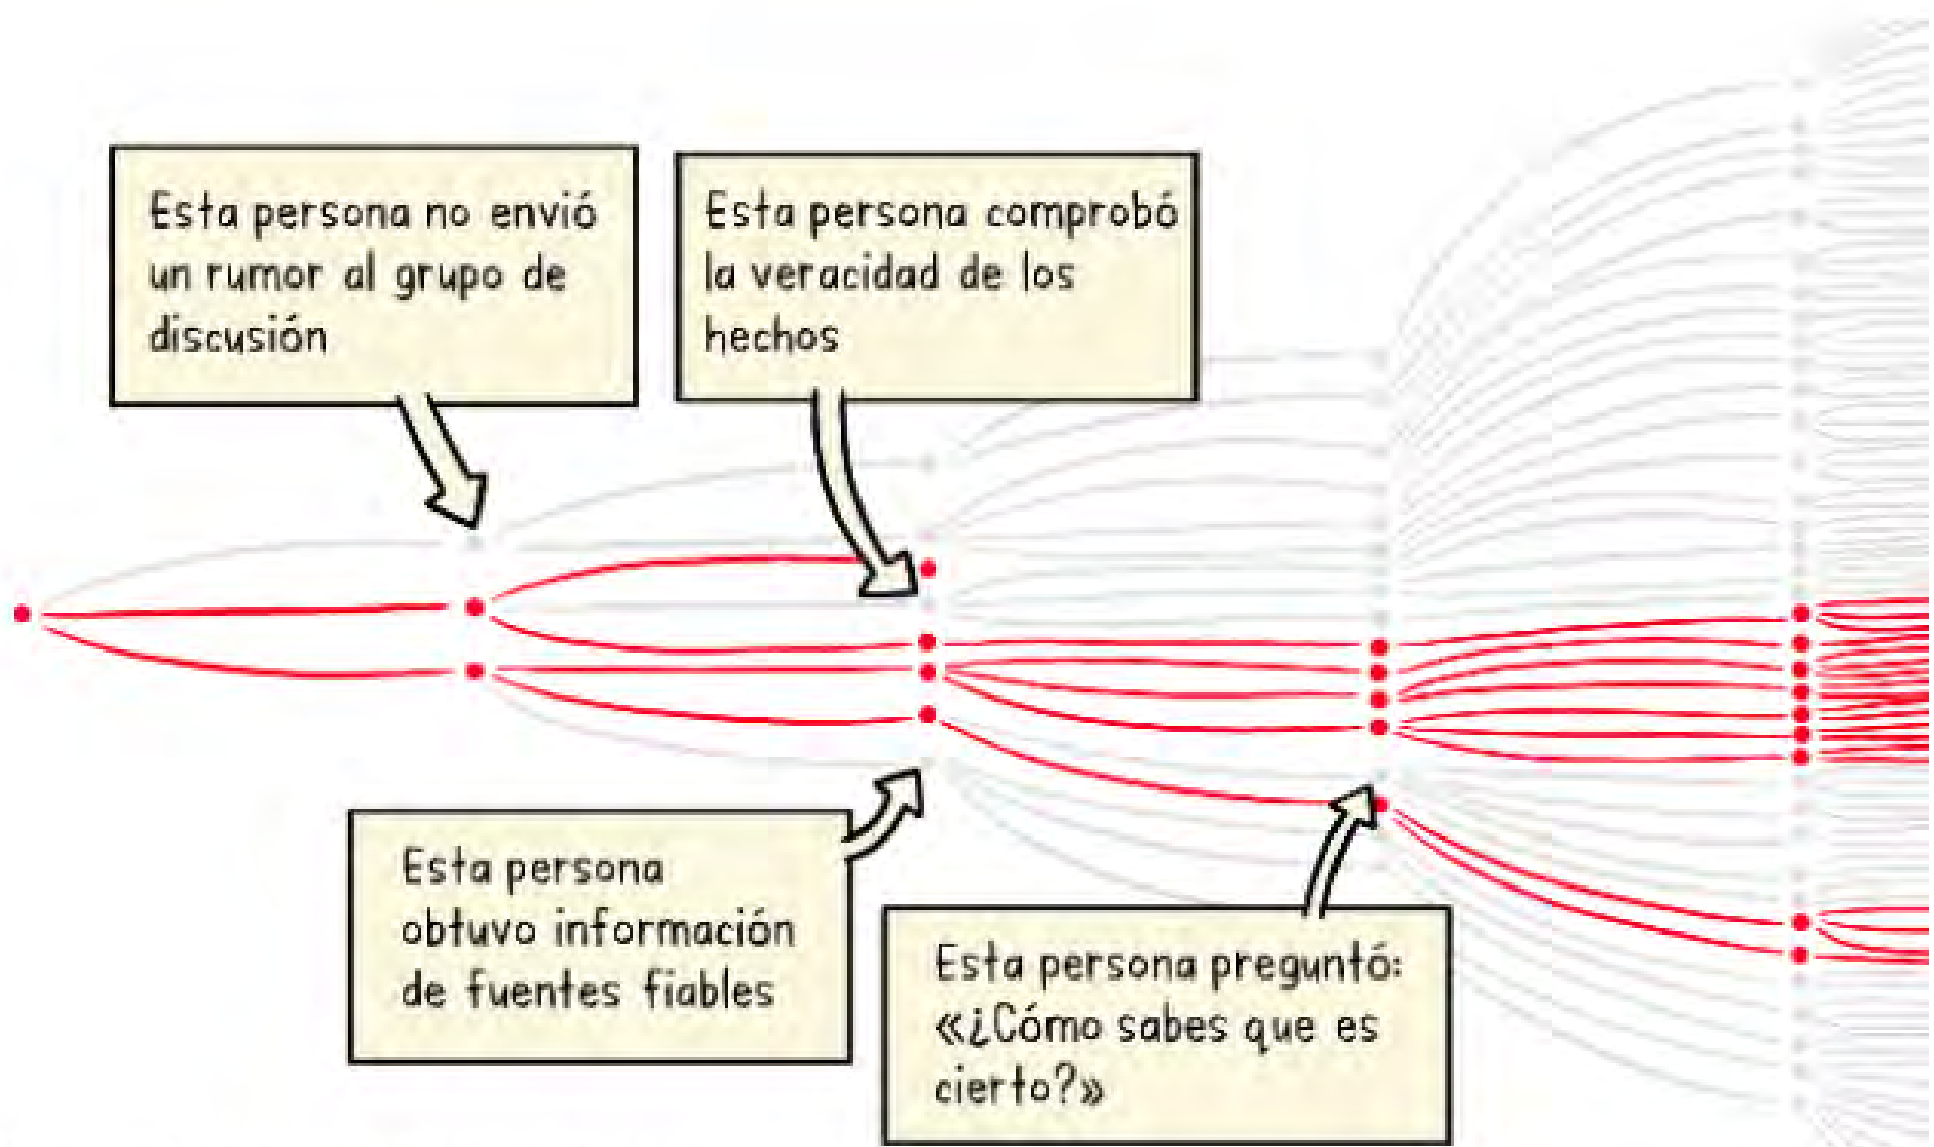 Esta persona no envió
un rumor al grupo de
discusión
Esta persona comprobó
la veracidad de los
hechos
Esta persona
obtuvo información
de fuentes fiables
Esta persona preguntó:
«¿Cómo sabes que es
cierto?»